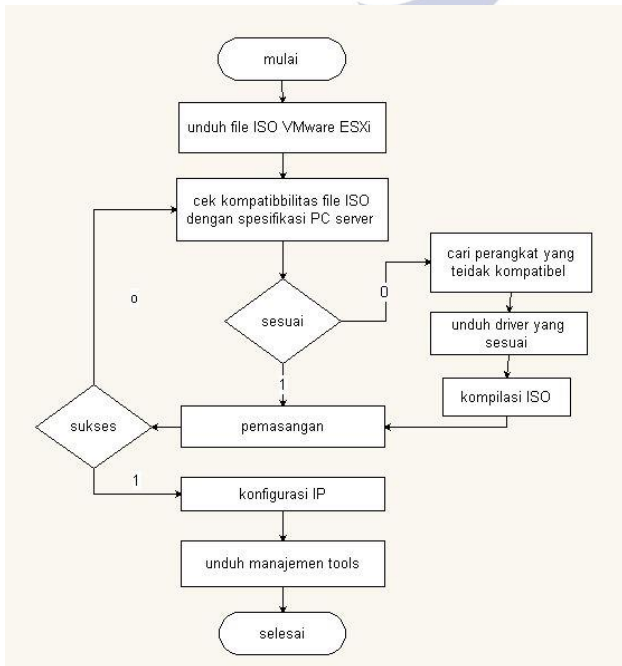 mulai
unduh file ISO VMware ESXi
cek kompatibbilitas file ISO
dengan spesifikasi PC server
cari perangkat yang
teidak kompatibel
0
o
sesuai
unduh driver yang
sesuai
1
kompilasi ISO
sukses
pemasangan
1
konfigurasi IP
unduh manajemen tools
selesai